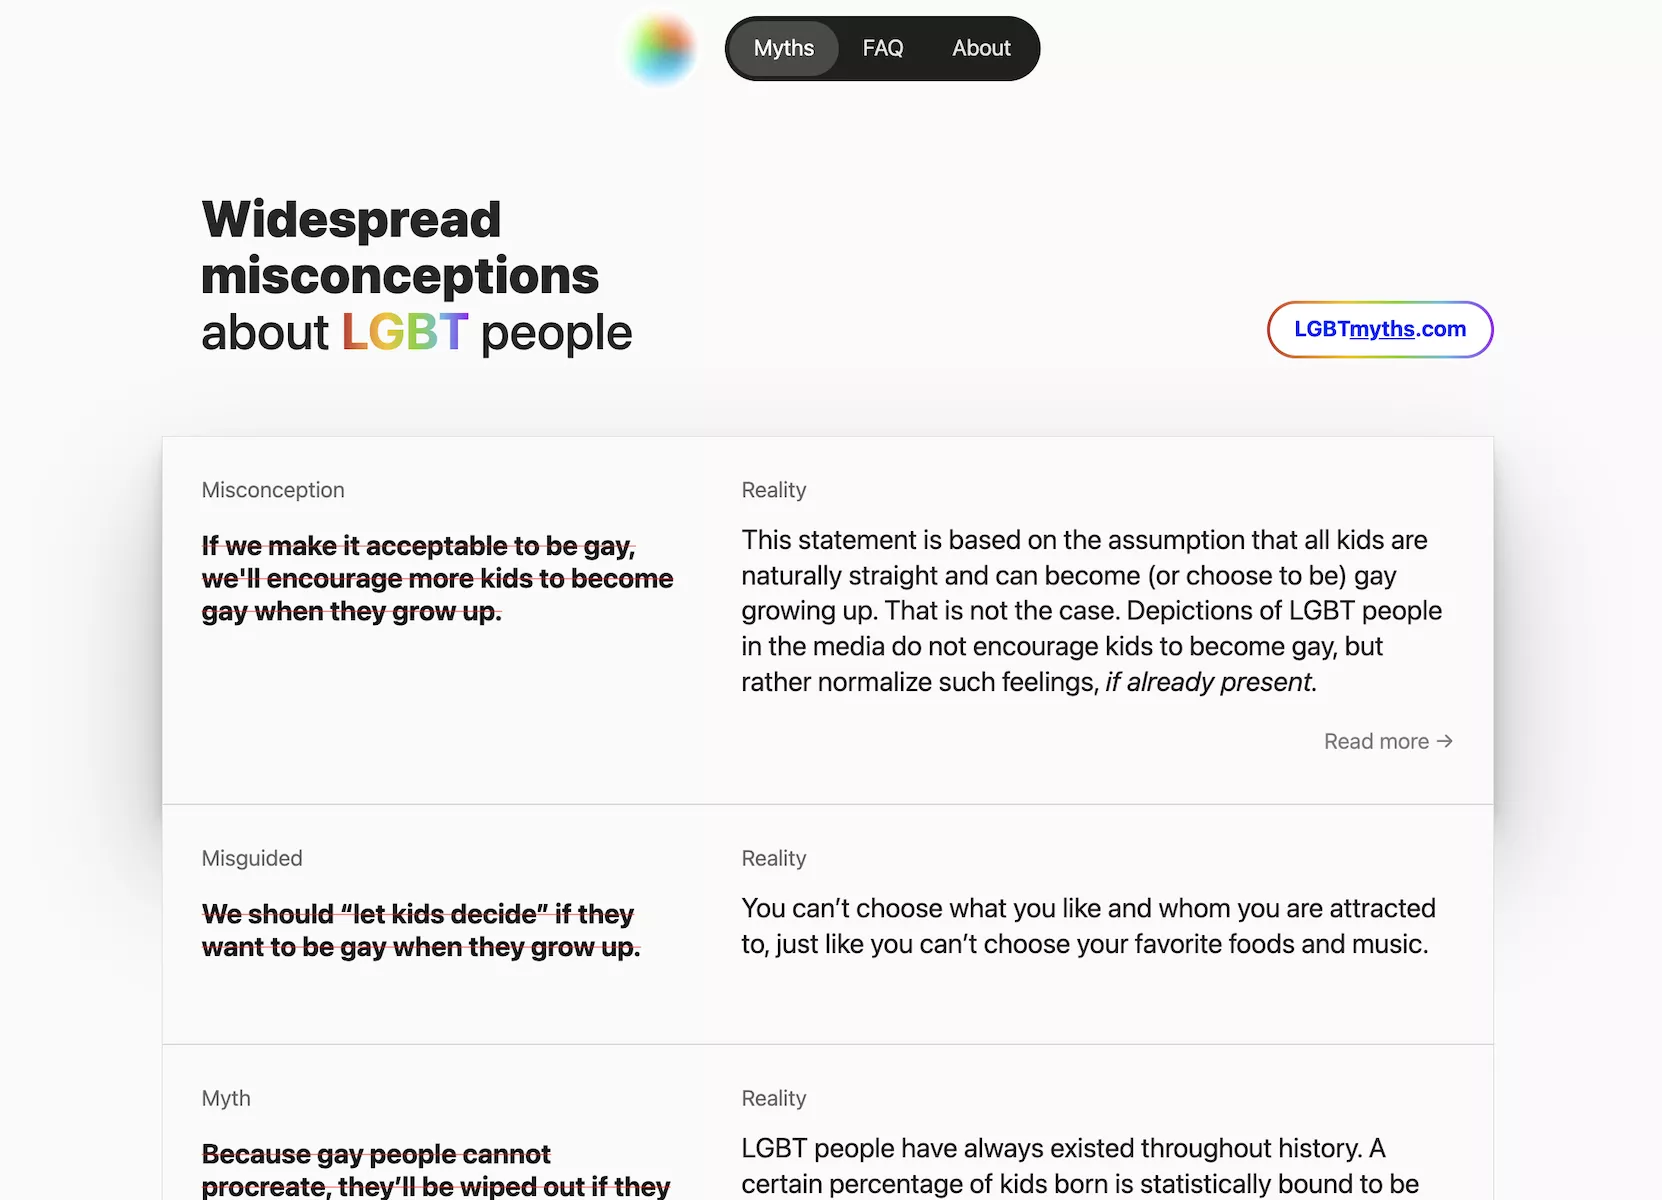 Myths FAQ About
Widespread
misconceptions
about LGBT people
LGBTmyths.com
Misconception
If we make it acceptable to be gay,
we'll encourage more kids to become
gay when they grow up.
Reality
This statement is based on the assumption that all kids are
naturally straight and can become (or choose to be) gay
growing up. That is not the case. Depictions of LGBT people
in the media do not encourage kids to become gay, but
rather normalize such feelings, if already present.
Read more →
Misguided
We should “let kids decide” if they
want to be gay when they grow up.
Reality
You can’t choose what you like and whom you are attracted
to, just like you can’t choose your favorite foods and music.
Myth
Because gay people cannot
procreate, they’ll be wiped out if they
Reality
LGBT people have always existed throughout history. A
certain percentage of kids born is statistically bound to be